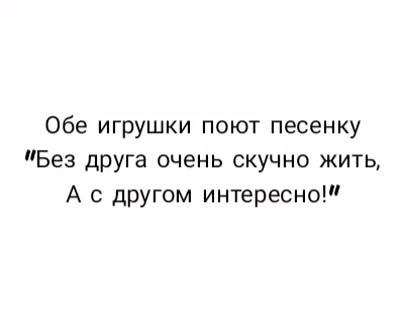 Обе игрушки поют песенку
"Без друга очень скучно жить,
А с другом интересно!"